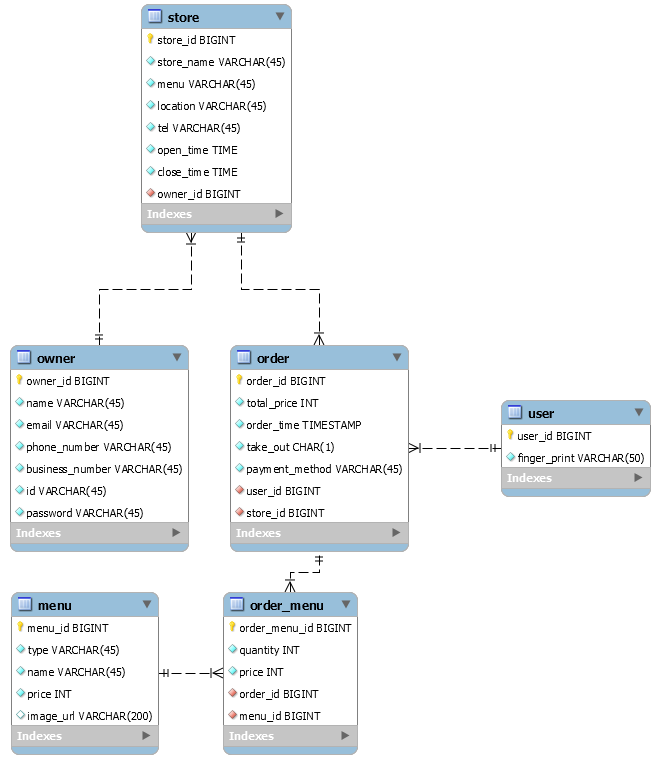 store
store_id BIGINT
store_name VARCHAR(45)
menu VARCHAR(45)
location VARCHAR(45)
tel VARCHAR(45)
open_time TIME
close_time TIME
owner_id BIGINT
Indexes
owner
owner_id BIGINT
name VARCHAR(45)
email VARCHAR(45)
phone_number VARCHAR(45)
business_number VARCHAR(45)
id VARCHAR(45)
password VARCHAR(45)
Indexes
order
order_id BIGINT
total_price INT
order_time TIMESTAMP
take_out CHAR(1)
payment_method VARCHAR(45)
user_id BIGINT
store_id BIGINT
Indexes
user
user_id BIGINT
finger_print VARCHAR(50)
Indexes
menu
menu_id BIGINT
type VARCHAR(45)
name VARCHAR(45)
price INT
image_url VARCHAR(200)
Indexes
order_menu
order_menu_id BIGINT
quantity INT
price INT
order_id BIGINT
menu_id BIGINT
Indexes